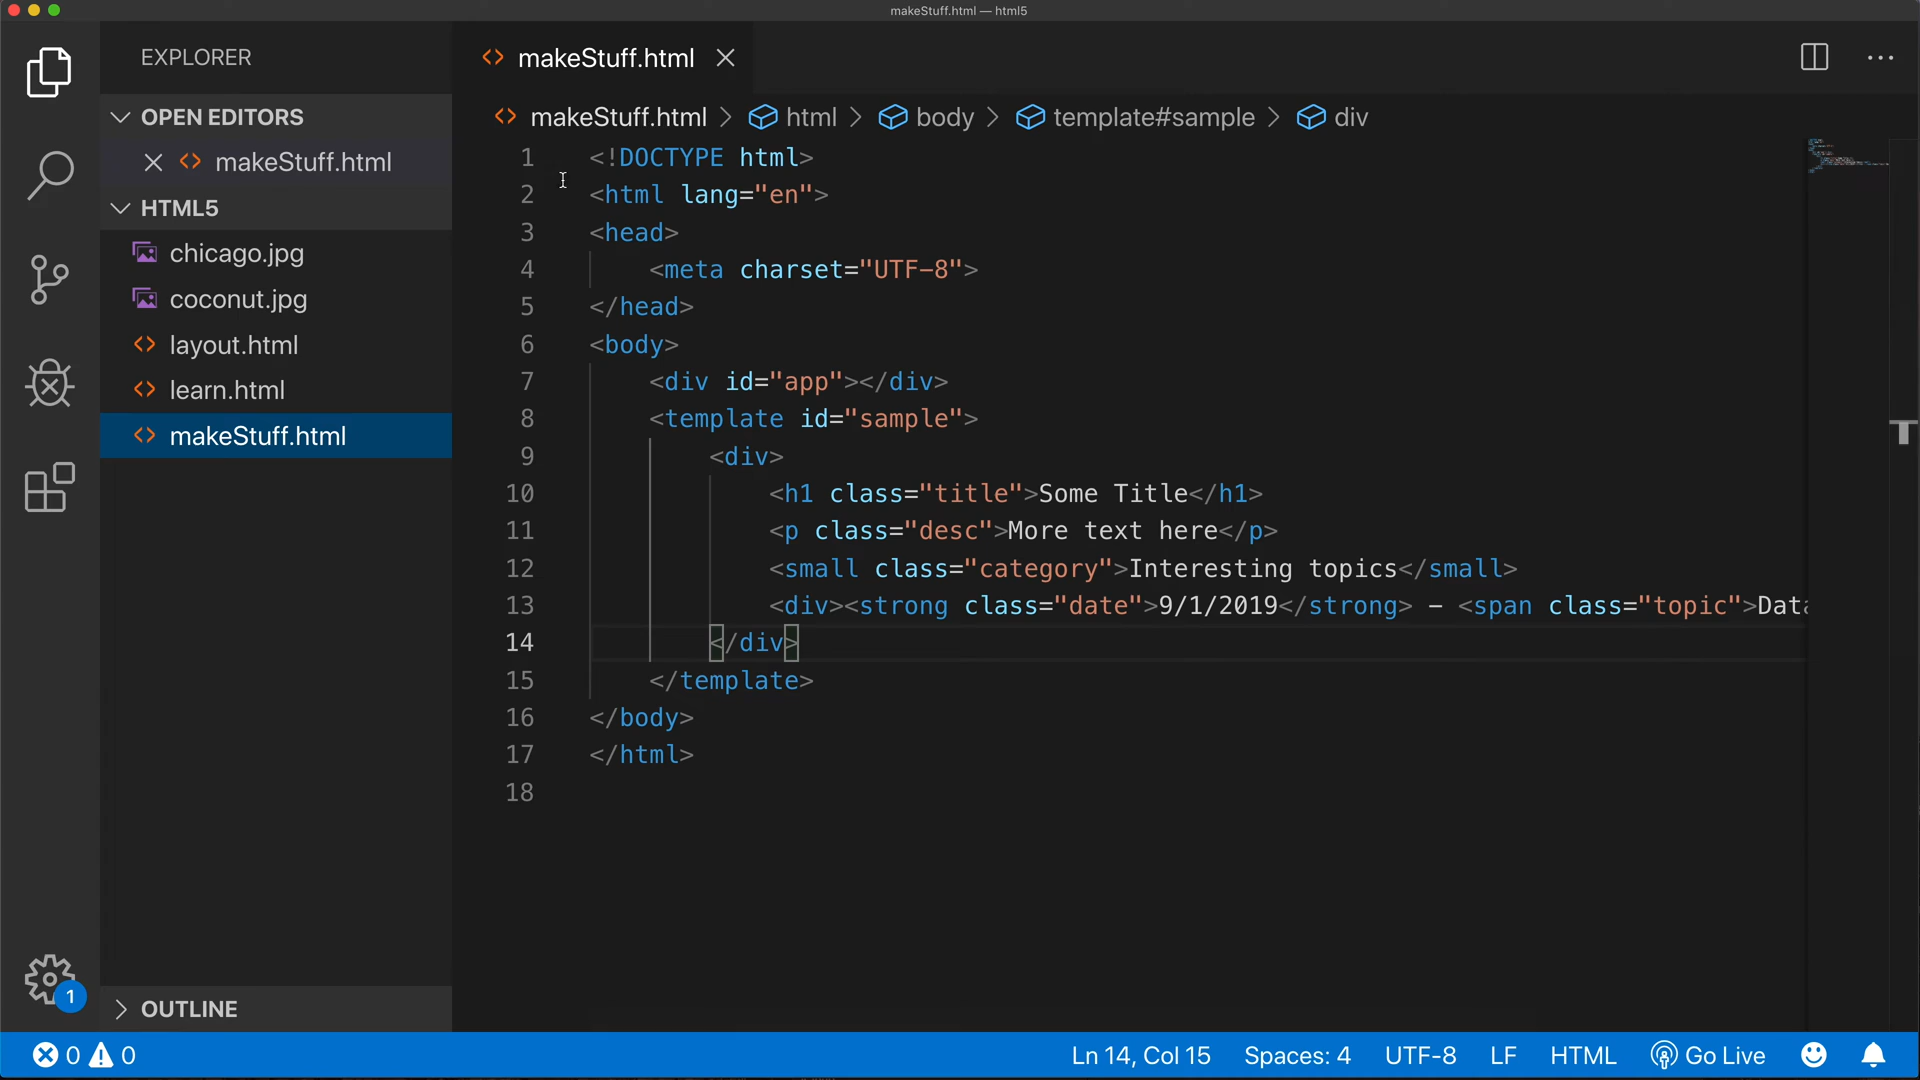 makeStuff.html — html5
EXPLORER
OPEN EDITORS
makeStuff.html
HTML5
chicago.jpg
coconut.jpg
layout.html
learn.html
makeStuff.html
OUTLINE
makeStuff.html
makeStuff.html > html > body > template#sample > div
1 <!DOCTYPE html>
2 <html lang="en">
3 <head>
4 <meta charset="UTF-8">
5 </head>
6 <body>
7 <div id="app"></div>
8 <template id="sample">
9 <div>
10 <h1 class="title">Some Title</h1>
11 <p class="desc">More text here</p>
12 <small class="category">Interesting topics</small>
13 <div><strong class="date">9/1/2019</strong> – <span class="topic">Data
14 </div>
15 </template>
16 </body>
17 </html>
18
1
0 0 Ln 14, Col 15 Spaces: 4 UTF-8 LF HTML Go Live